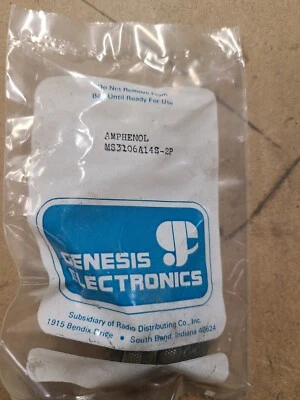 Do Not Remove From
Bag Until Ready For Use
AMPHENOL
MS3106A14S-2P
GENESIS
ELECTRONICS
Subsidiary of Radio Distributing Co., Inc.
1915 Bendix Drive • South Bend, Indiana 40624